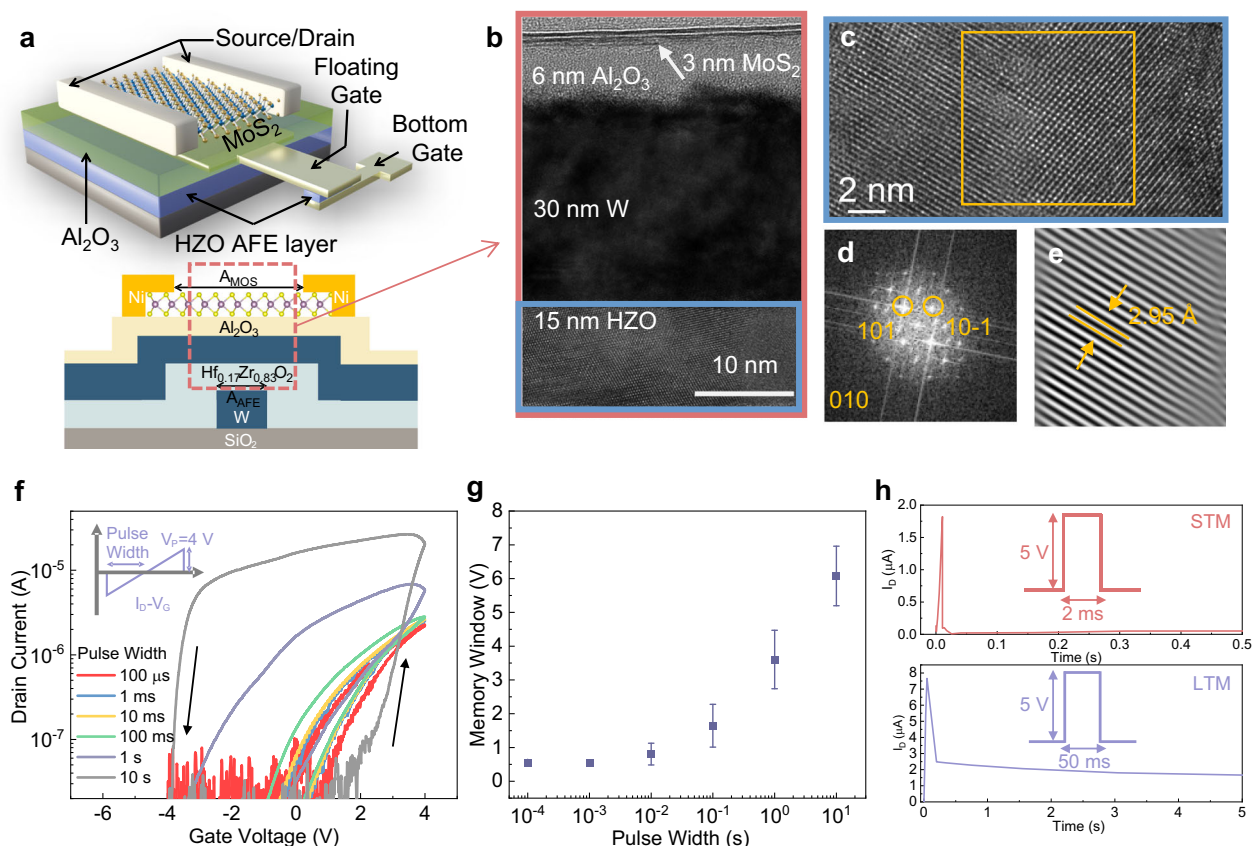 a
Source/Drain
Floating
Gate
Bottom
Gate
MoS2
Al2O3
HZO AFE layer
AMOS
Ni
Ni
Al2O3
Hf0.17Zr0.83O2
AAFE
W
SiO2
b
3 nm MoS2
6 nm Al2O3
30 nm W
15 nm HZO
10 nm
c
2 nm
d
101
10-1
010
e
2.95 Å
f
Pulse
Width
VP=4 V
ID-VG
Pulse Width
100 μs
1 ms
10 ms
100 ms
1 s
10 s
10-5
10-6
10-7
Drain Current (A)
-6 -4 -2 0 2 4
Gate Voltage (V)
g
8
7
6
5
4
3
2
1
0
Memory Window (V)
10-4 10-3 10-2 10-1 100 101
Pulse Width (s)
h
2.0
1.5
1.0
0.5
0.0
ID (μA)
STM
5 V
2 ms
0.0 0.1 0.2 0.3 0.4 0.5
Time (s)
8
7
6
5
4
3
2
1
0
ID (μA)
LTM
5 V
50 ms
0 1 2 3 4 5
Time (s)